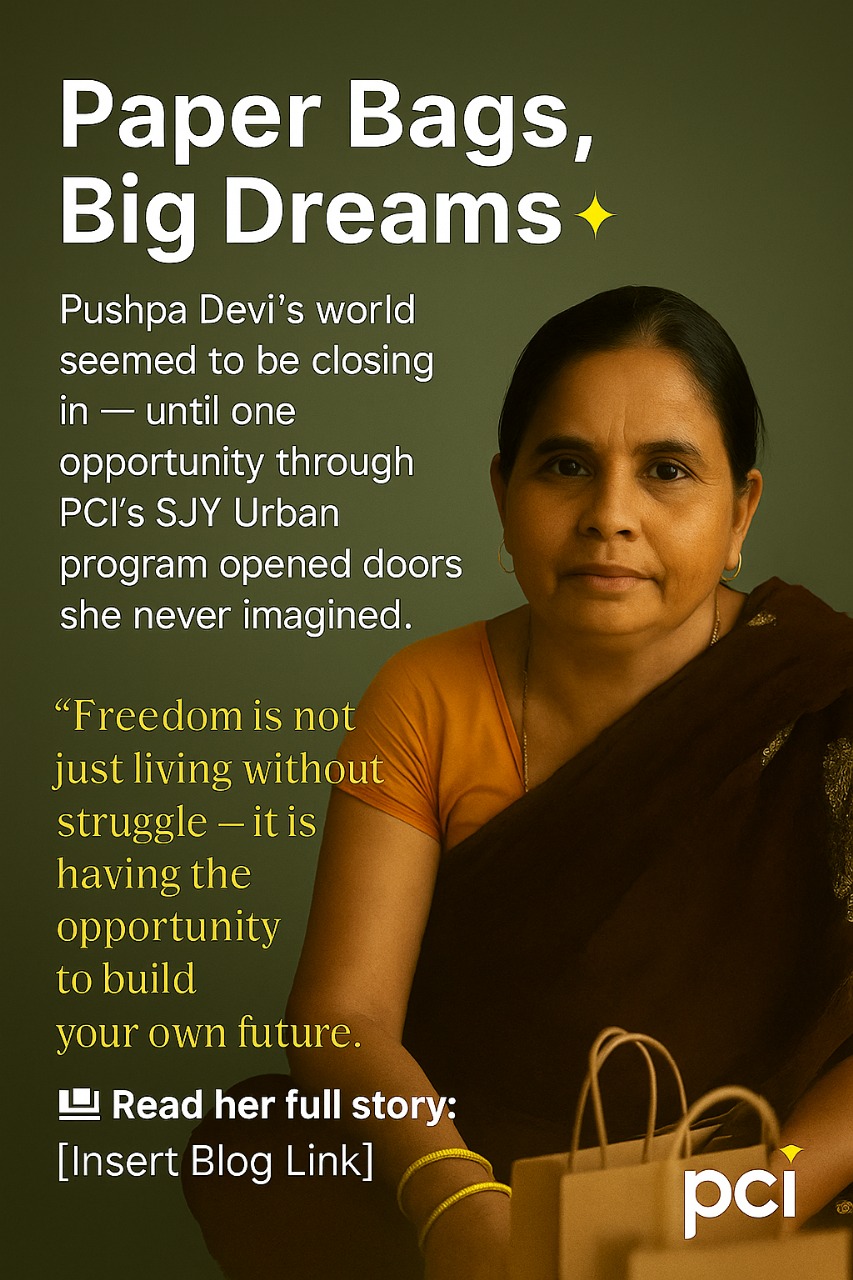 Paper Bags,
Big Dreams
Pushpa Devi’s world
seemed to be closing
in — until one
opportunity through
PCI’s SJY Urban
program opened doors
she never imagined.
“Freedom is not
just living without
struggle – it is
having the
opportunity
to build
your own future.
Read her full story:
[Insert Blog Link]
pci